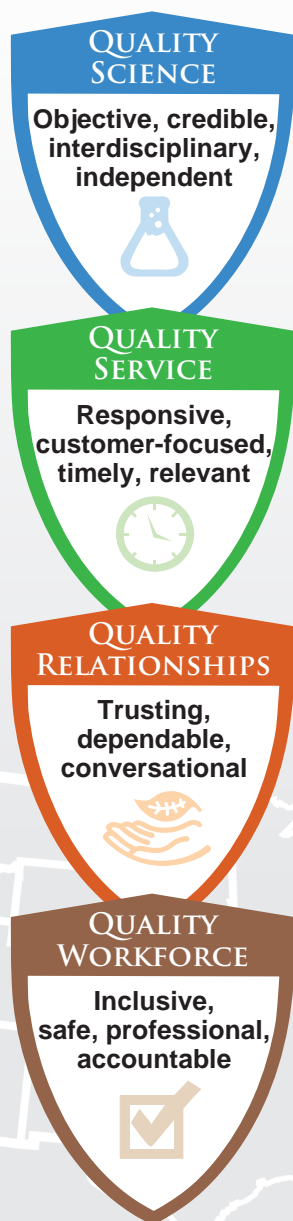 QUALITY
SCIENCE
Objective, credible,
interdisciplinary,
independent
QUALITY
SERVICE
Responsive,
customer-focused,
timely, relevant
QUALITY
RELATIONSHIPS
Trusting,
dependable,
conversational
QUALITY
WORKFORCE
Inclusive,
safe, professional,
accountable